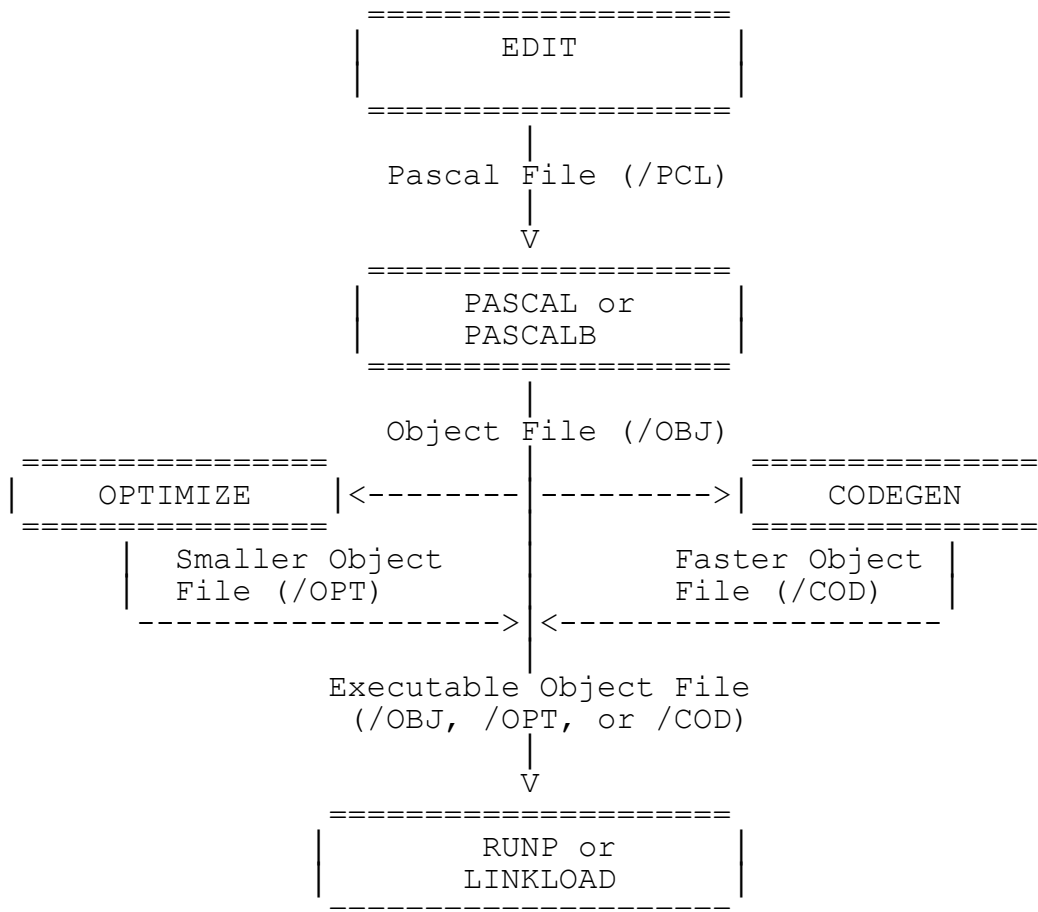 EDIT
Pascal File (/PCL)
V
PASCAL or
PASCALB
Object File (/OBJ)
OPTIMIZE |<--------|--------->| CODEGEN
Smaller Object
File (/OPT)
Faster Object
File (/COD)
------------------->|<--------------------
Executable Object File
(/OBJ, /OPT, or /COD)
V
RUNP or
LINKLOAD